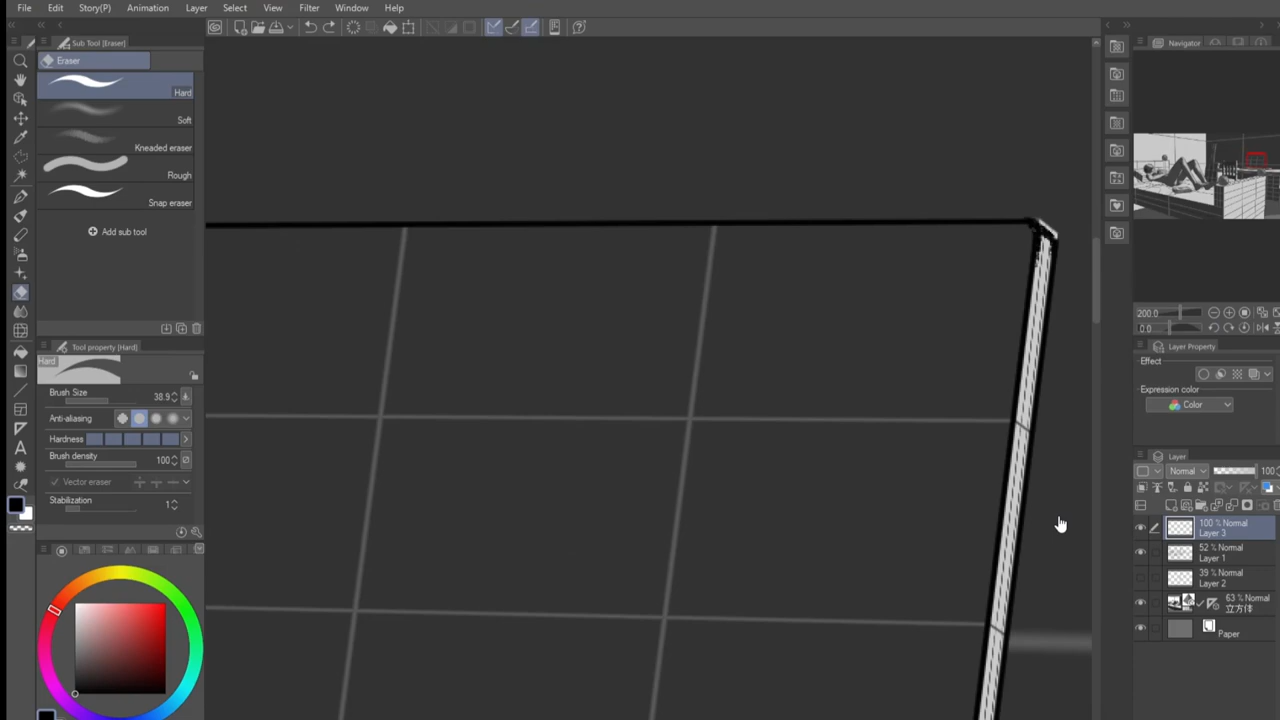 File Edit Story(P) Animation Layer Select View Filter Window Help
Sub Tool [Eraser]
Eraser
Hard
Soft
Kneaded eraser
Rough
Snap eraser
Add sub tool
Tool property [Hard]
Hard
Brush Size 38.9
Anti-aliasing
Hardness
Brush density 100
Vector eraser
Stabilization 1
Navigator
200.0
0.0
Layer Property
Effect
Expression color
Color
Layer
Normal 100
100 % Normal
Layer 3
52 % Normal
Layer 1
39 % Normal
Layer 2
63 % Normal
立方体
Paper